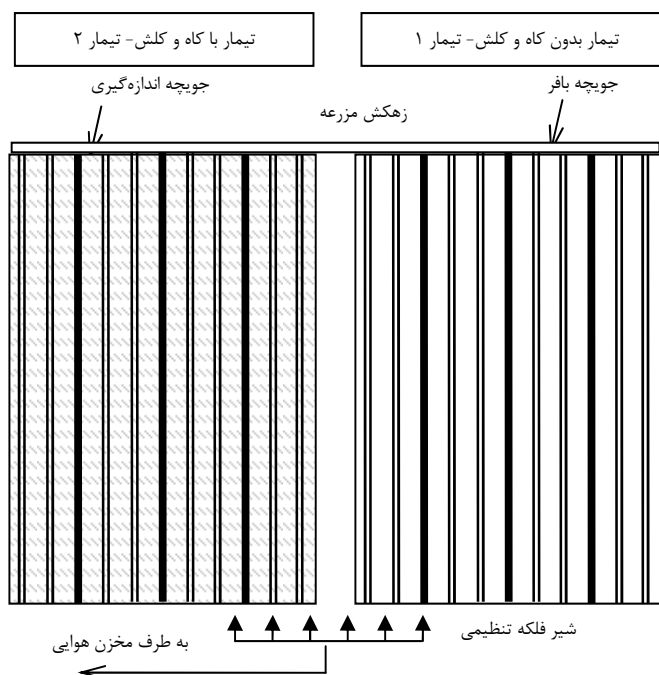 تیمار بدون کاه و کلش- تیمار ۱
تیمار با کاه و کلش- تیمار ۲
جویچه بافر
جویچه اندازه‌گیری
زهکش مزرعه
شیر فلکه تنظیمی
به طرف مخزن هوایی